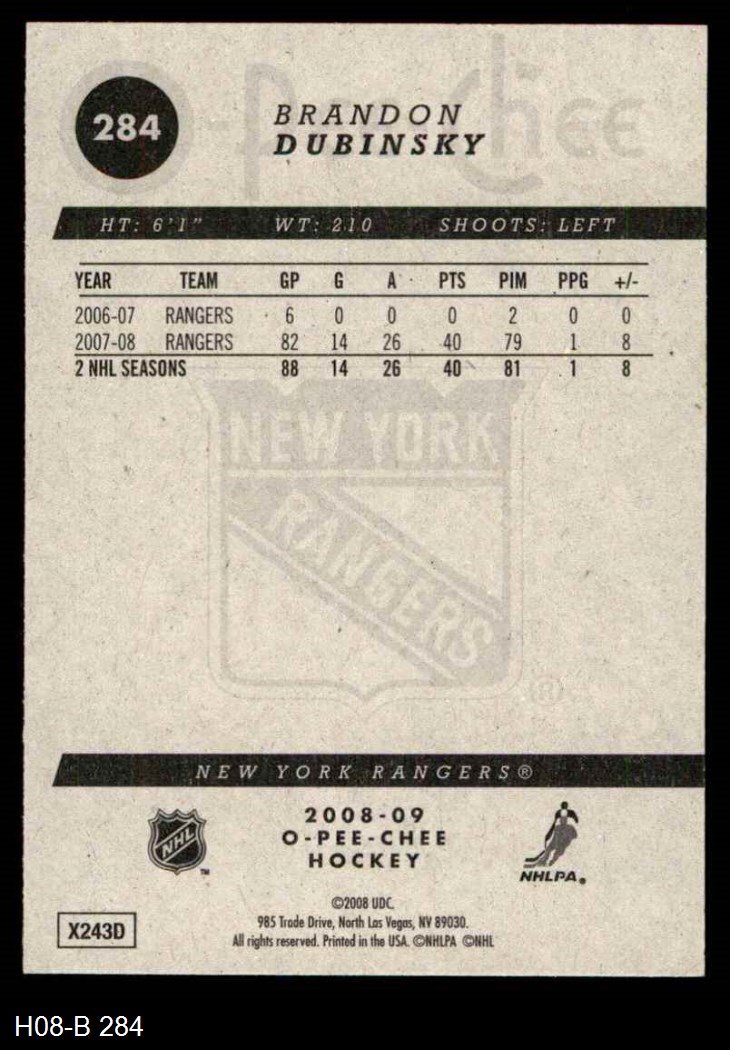 O-Pee-Chee
284
BRANDON
DUBINSKY
HT: 6'1" WT: 210 SHOOTS: LEFT
YEAR TEAM GP G A PTS PIM PPG +/-
2006-07 RANGERS 6 0 0 0 2 0 0
2007-08 RANGERS 82 14 26 40 79 1 8
2 NHL SEASONS 88 14 26 40 81 1 8
NEW YORK
RANGERS
®
NEW YORK RANGERS®
NHL
™
2008-09
O-PEE-CHEE
HOCKEY
NHLPA®
©2008 UDC.
985 Trade Drive, North Las Vegas, NV 89030.
All rights reserved. Printed in the USA. ©NHLPA ©NHL
X243D
H08-B 284